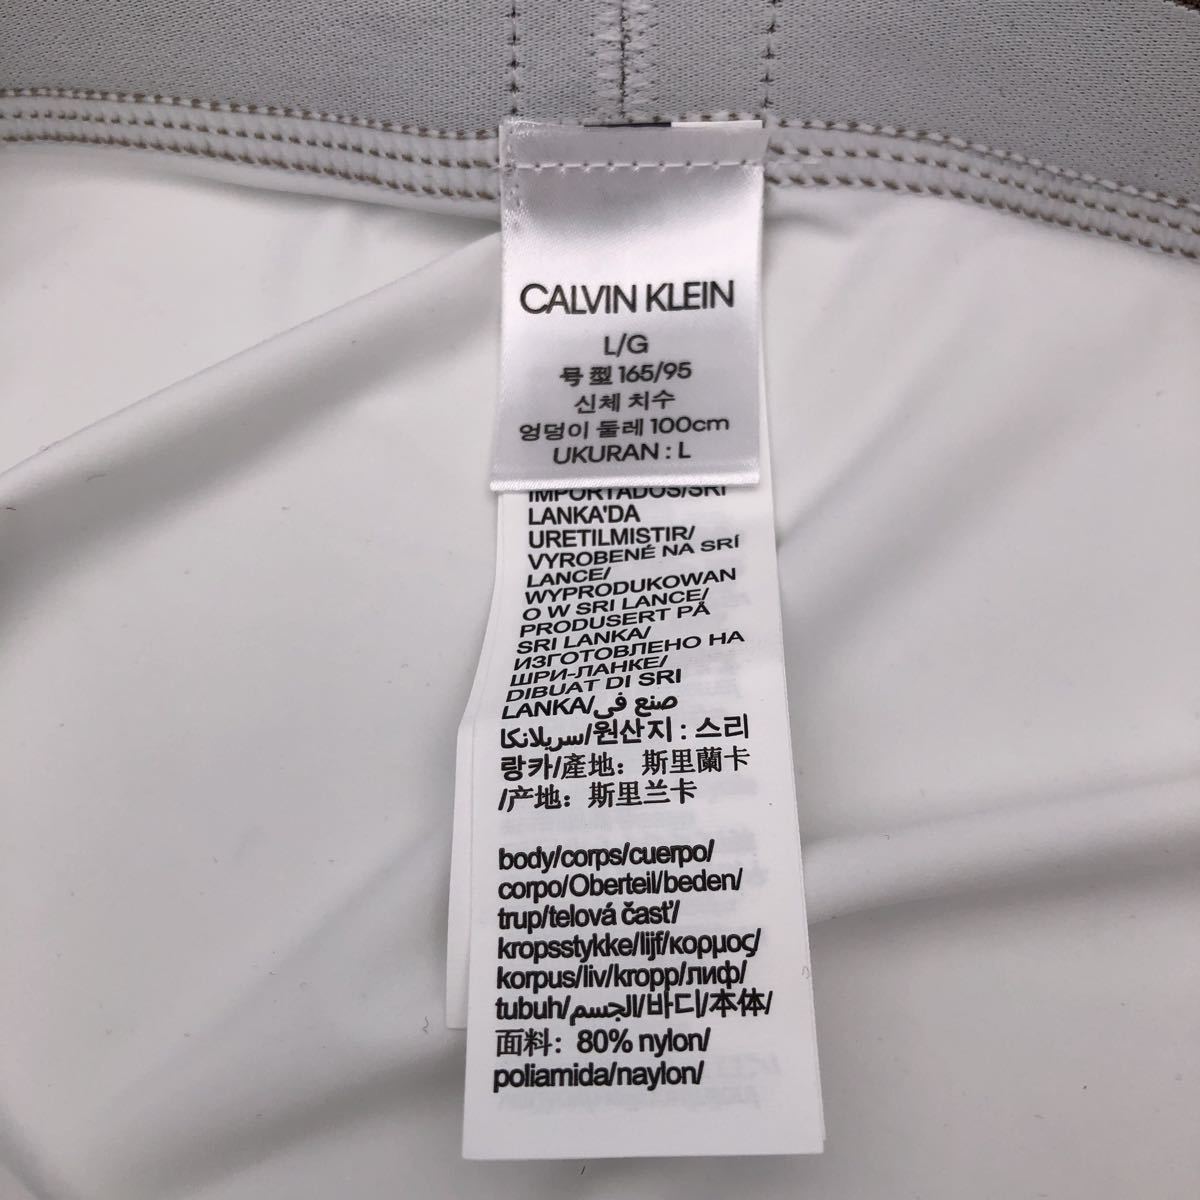 CALVIN KLEIN
L/G
号型 165/95
신체 치수
엉덩이 둘레 100cm
UKURAN : L
IMPORTADOS/SRI
LANKA'DA
URETILMISTIR/
VYROBENÉ NA SRÍ
LANCE/
WYPRODUKOWAN
O W SRI LANCE/
PRODUSERT PÅ
SRI LANKA/
ИЗГОТОВЛЕНО НА
ШРИ-ЛАНКЕ/
DIBUAT DI SRI
LANKA/صنع في
سريلانكا/원산지 : 스리
랑카/產地：斯里蘭卡
/产地：斯里兰卡
body/corps/cuerpo/
corpo/Oberteil/beden/
trup/telová časť/
kropsstykke/lijf/κορμος/
korpus/liv/kropp/лиф/
tubuh/الجسم/바디/本体/
面料：80% nylon/
poliamida/naylon/